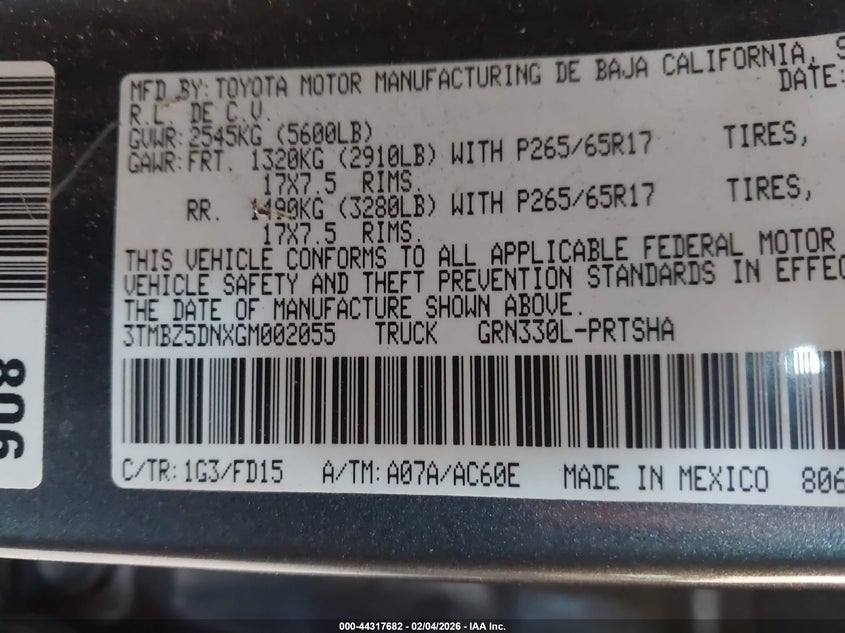 MFD BY: TOYOTA MOTOR MANUFACTURING DE BAJA CALIFORNIA, S
R.L. DE C.V. DATE:
GVWR: 2545KG (5600LB)
GAWR: FRT. 1320KG (2910LB) WITH P265/65R17 TIRES,
17X7.5 RIMS.
RR. 1490KG (3280LB) WITH P265/65R17 TIRES,
17X7.5 RIMS.
THIS VEHICLE CONFORMS TO ALL APPLICABLE FEDERAL MOTOR
VEHICLE SAFETY AND THEFT PREVENTION STANDARDS IN EFFEC
THE DATE OF MANUFACTURE SHOWN ABOVE.
3TMBZ5DNXGM002055 TRUCK GRN330L-PRTSHA
C/TR: 1G3/FD15 A/TM: A07A/AC60E MADE IN MEXICO 806
908
000-44317682 - 02/04/2026 - IAA Inc.